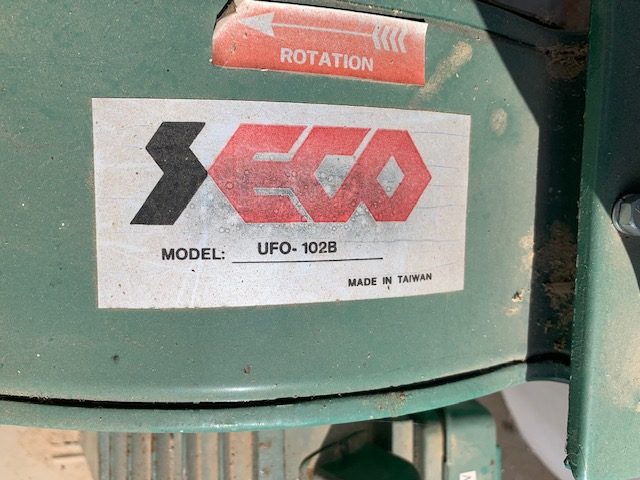 ROTATION
SECO
MODEL: UFO-102B
MADE IN TAIWAN